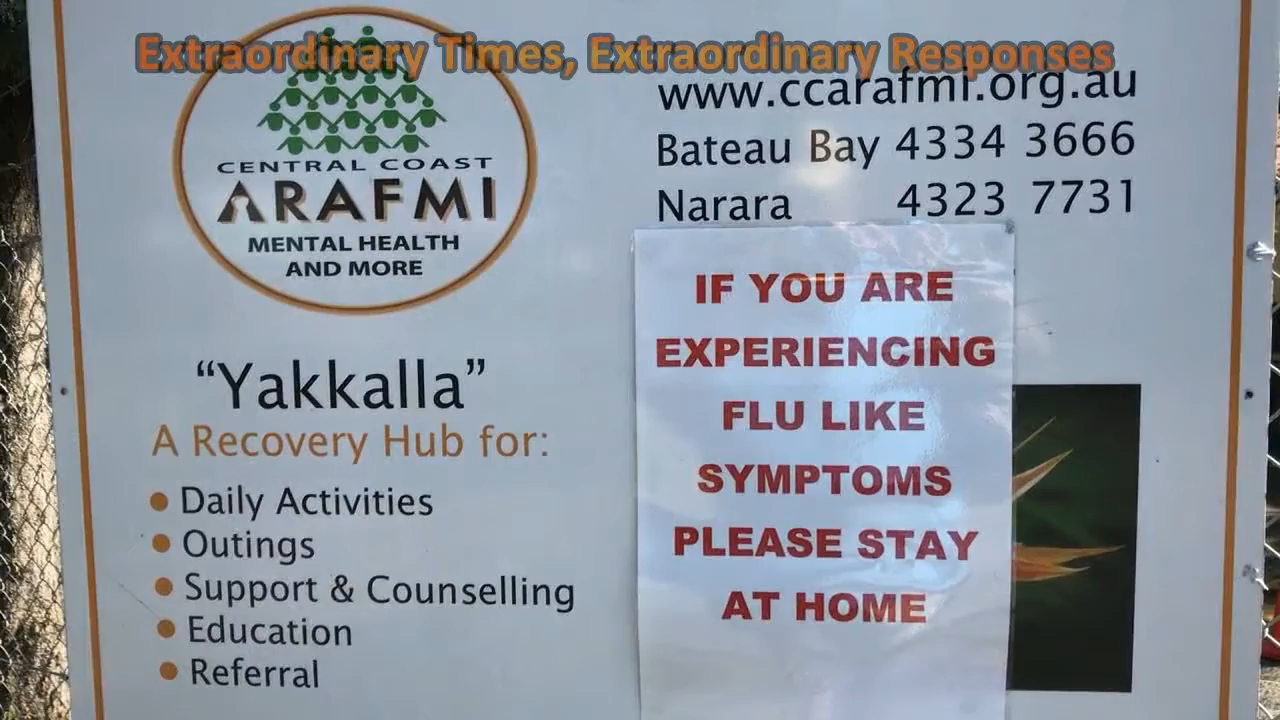 Extraordinary Times, Extraordinary Responses
CENTRAL COAST
ARAFMI
MENTAL HEALTH
AND MORE
www.ccarafmi.org.au
Bateau Bay 4334 3666
Narara 4323 7731
"Yakkalla"
A Recovery Hub for:
Daily Activities
Outings
Support & Counselling
Education
Referral
IF YOU ARE
EXPERIENCING
FLU LIKE
SYMPTOMS
PLEASE STAY
AT HOME